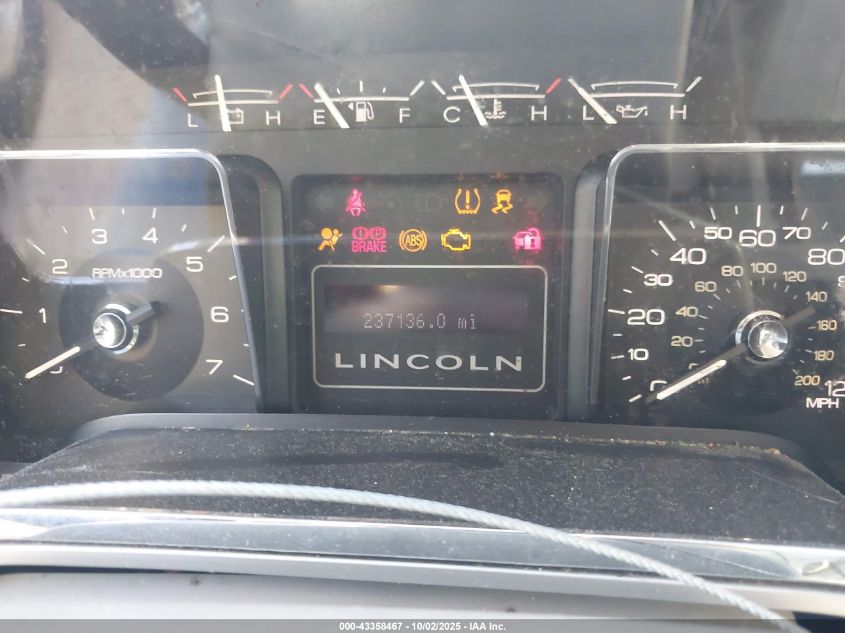 L H E F C H L H
1 2 3 4 5 6 7
RPMx1000
BRAKE
ABS
237136.0 mi
LINCOLN
0 10 20 30 40 50 60 70 80
20 40 60 80 100 120 140 160 180 200
MPH
000-43358467 - 10/02/2025 - IAA Inc.